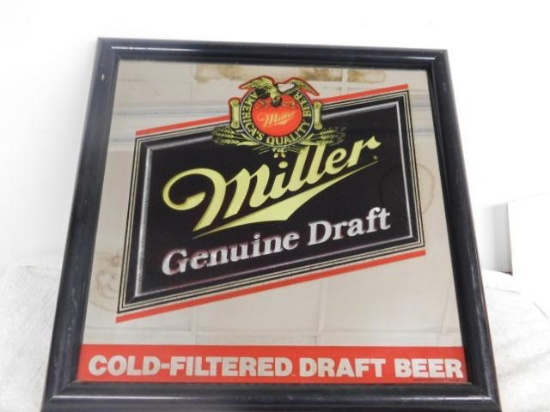 AMERICA'S QUALITY BEER
Miller
Miller
Genuine Draft
COLD-FILTERED DRAFT BEER